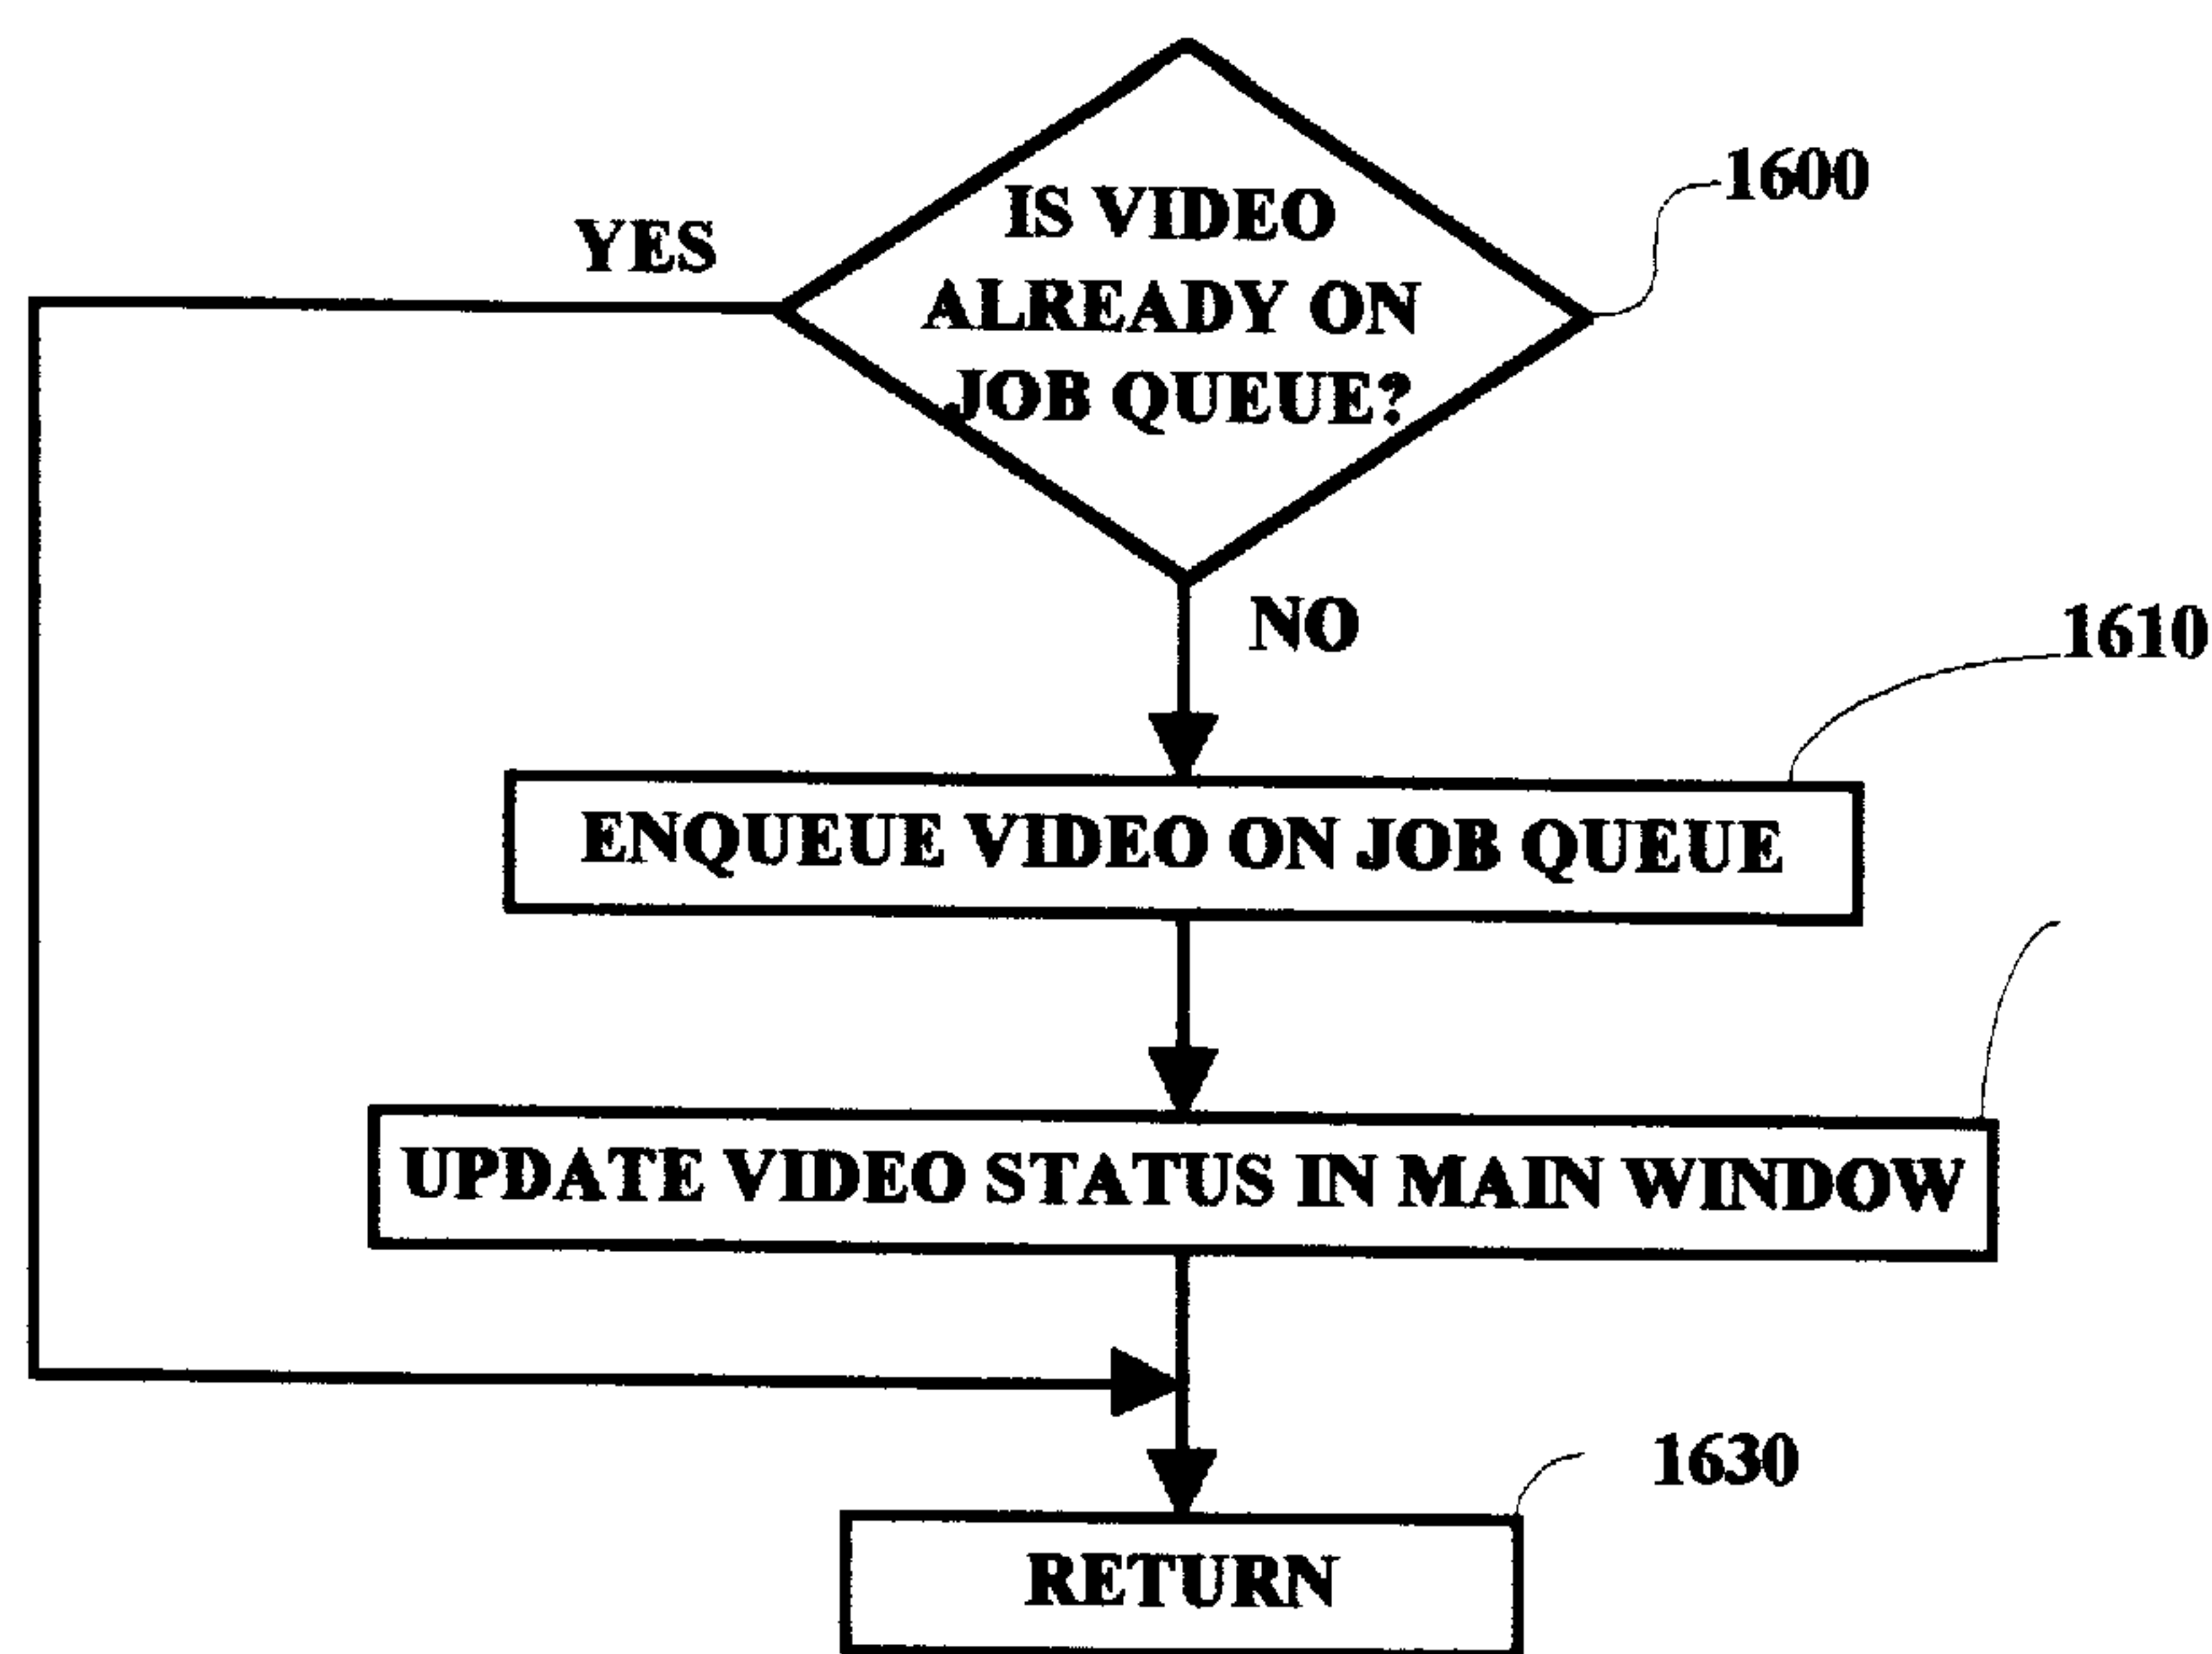 IS VIDEO
ALREADY ON
JOB QUEUE?
1600
YES
NO
1610
ENQUEUE VIDEO ON JOB QUEUE
UPDATE VIDEO STATUS IN MAIN WINDOW
1630
RETURN